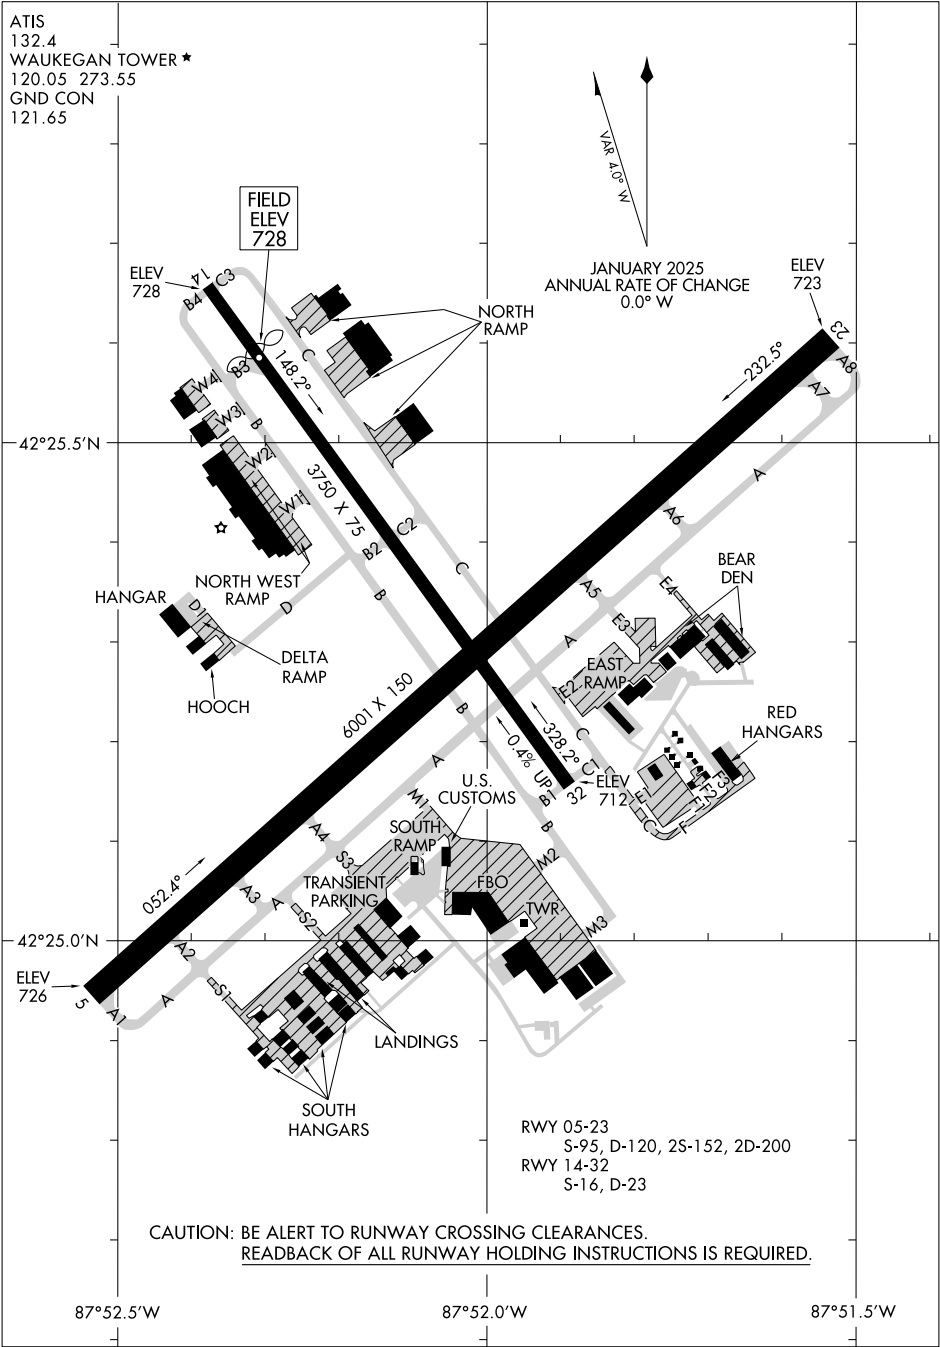 ATIS
132.4
WAUKEGAN TOWER ★
120.05 273.55
GND CON
121.65
VAR 4.0° W
FIELD
ELEV
728
JANUARY 2025
ANNUAL RATE OF CHANGE
0.0° W
ELEV
728
14
C3
B4
ELEV
723
23
NORTH
RAMP
C
B3
148.2°
232.5°
A8
A7
W4
W3
B
42°25.5'N
W2
W1
3750 X 75
A
A6
C2
B2
C
NORTH WEST
RAMP
BEAR
DEN
HANGAR
D1
D
B
A5
E4
E3
A
DELTA
RAMP
HOOCH
EAST
RAMP
E2
6001 X 150
B
C
328.2°
0.4% UP
RED
HANGARS
A
U.S.
CUSTOMS
C1
ELEV
712
32
B1
E1
F3
F2
F1
F
C
M1
A4
SOUTH
RAMP
B
S3
M2
052.4°
A3
A
TRANSIENT
PARKING
FBO
TWR
S2
M3
42°25.0'N
A2
ELEV
726
5
A1
A
S1
LANDINGS
SOUTH
HANGARS
RWY 05-23
S-95, D-120, 2S-152, 2D-200
RWY 14-32
S-16, D-23
CAUTION: BE ALERT TO RUNWAY CROSSING CLEARANCES.
READBACK OF ALL RUNWAY HOLDING INSTRUCTIONS IS REQUIRED.
87°52.5'W
87°52.0'W
87°51.5'W